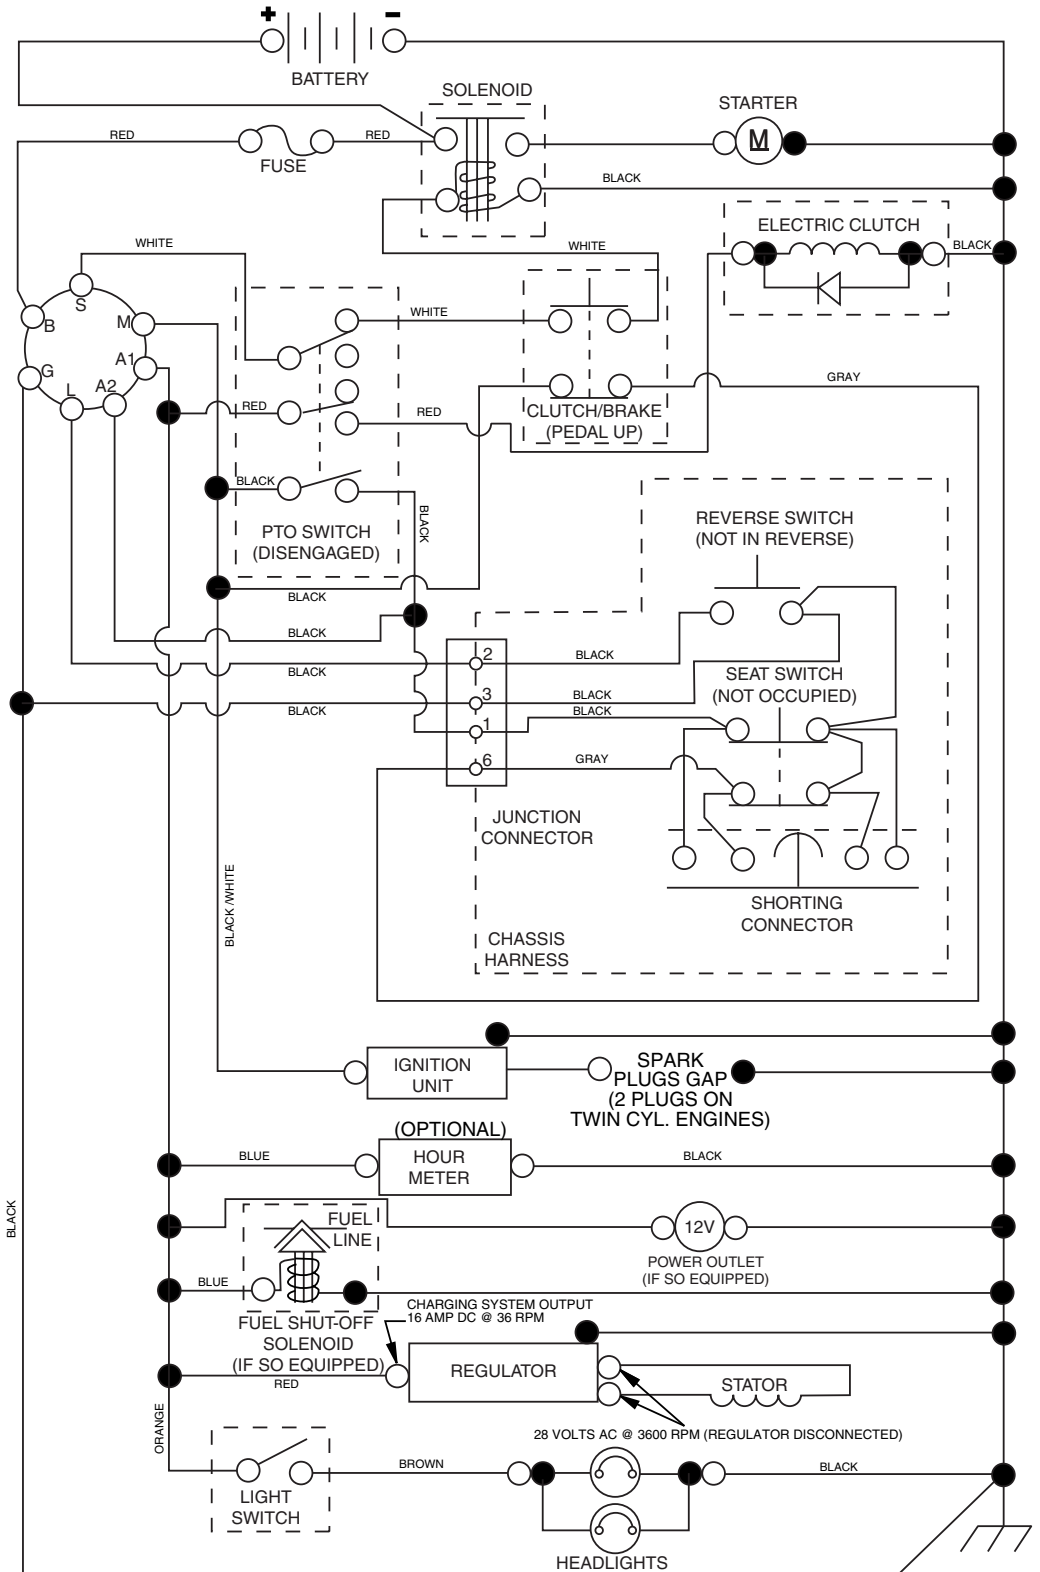 + -
BATTERY
SOLENOID
STARTER
M
RED
FUSE
RED
BLACK
ELECTRIC CLUTCH
BLACK
WHITE
WHITE
S
B
M
WHITE
A1
G
A2
L
GRAY
RED
RED
CLUTCH/BRAKE
(PEDAL UP)
BLACK
PTO SWITCH
(DISENGAGED)
BLACK
REVERSE SWITCH
(NOT IN REVERSE)
BLACK
BLACK
BLACK
2
BLACK
SEAT SWITCH
(NOT OCCUPIED)
BLACK
3
BLACK
BLACK
1
6
GRAY
JUNCTION
CONNECTOR
BLACK /WHITE
SHORTING
CONNECTOR
CHASSIS
HARNESS
IGNITION
UNIT
SPARK
PLUGS GAP
(2 PLUGS ON
TWIN CYL. ENGINES)
(OPTIONAL)
HOUR
METER
BLUE
BLACK
BLACK
FUEL
LINE
12V
POWER OUTLET
(IF SO EQUIPPED)
BLUE
CHARGING SYSTEM OUTPUT
16 AMP DC @ 36 RPM
FUEL SHUT-OFF
SOLENOID
(IF SO EQUIPPED)
RED
REGULATOR
STATOR
28 VOLTS AC @ 3600 RPM (REGULATOR DISCONNECTED)
ORANGE
BROWN
BLACK
LIGHT
SWITCH
HEADLIGHTS